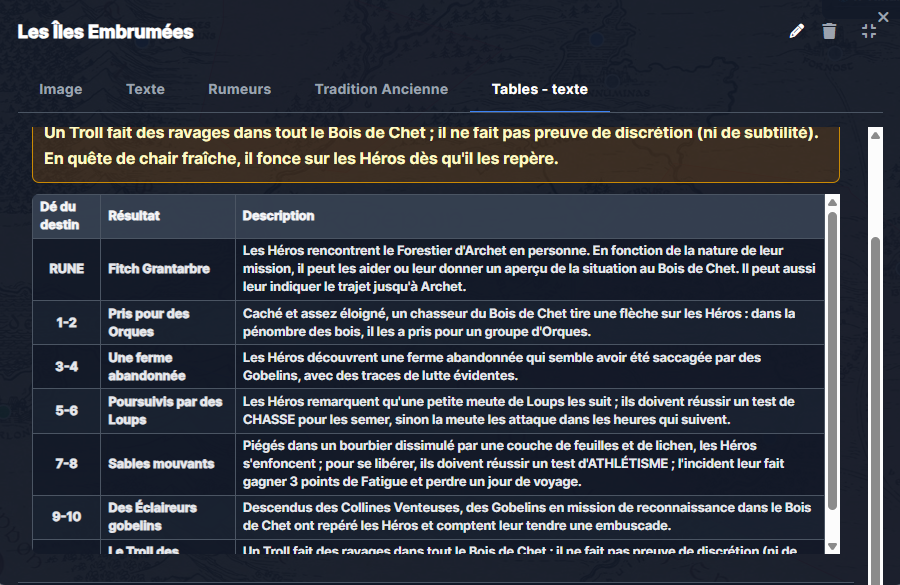 Les Îles Embrumées
Image Texte Rumeurs Tradition Ancienne Tables - texte
Un Troll fait des ravages dans tout le Bois de Chet ; il ne fait pas preuve de discrétion (ni de subtilité).
En quête de chair fraîche, il fonce sur les Héros dès qu'il les repère.
Dé du
destin
Résultat
Description
RUNE
Fitch Grantarbre
Les Héros rencontrent le Forestier d'Archet en personne. En fonction de la nature de leur
mission, il peut les aider ou leur donner un aperçu de la situation au Bois de Chet. Il peut aussi
leur indiquer le trajet jusqu'à Archet.
1-2
Pris pour des
Orques
Caché et assez éloigné, un chasseur du Bois de Chet tire une flèche sur les Héros : dans la
pénombre des bois, il les a pris pour un groupe d'Orques.
3-4
Une ferme
abandonnée
Les Héros découvrent une ferme abandonnée qui semble avoir été saccagée par des
Gobelins, avec des traces de lutte évidentes.
5-6
Poursuivis par des
Loups
Les Héros remarquent qu'une petite meute de Loups les suit ; ils doivent réussir un test de
CHASSE pour les semer, sinon la meute les attaque dans les heures qui suivent.
7-8
Sables mouvants
Piégés dans un bourbier dissimulé par une couche de feuilles et de lichen, les Héros
s'enfoncent ; pour se libérer, ils doivent réussir un test d'ATHLÉTISME ; l'incident leur fait
gagner 3 points de Fatigue et perdre un jour de voyage.
9-10
Des Éclaireurs
gobelins
Descendus des Collines Venteuses, des Gobelins en mission de reconnaissance dans le Bois
de Chet ont repéré les Héros et comptent leur tendre une embuscade.
Le Troll des
Un Troll fait des ravages dans tout le Bois de Chet ; il ne fait pas preuve de discrétion (ni de